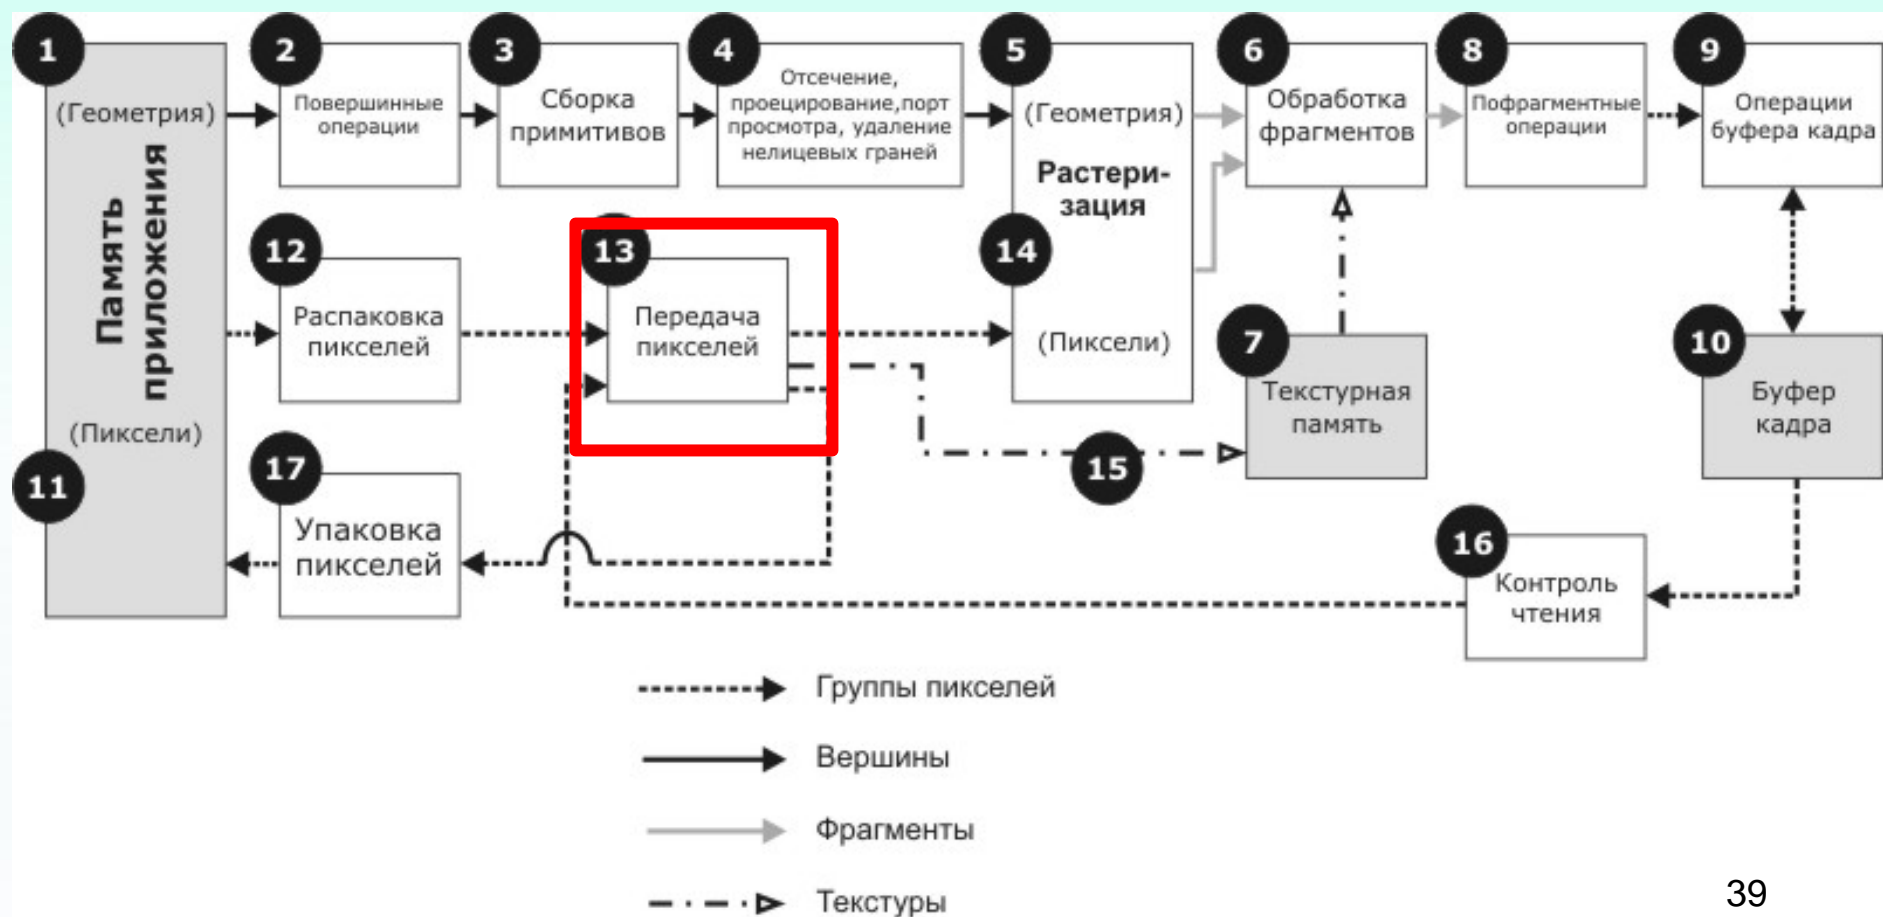 1
(Геометрия)
Память
приложения
(Пиксели)
11
2
Повершинные
операции
3
Сборка
примитивов
4
Отсечение,
проецирование,порт
просмотра, удаление
нелицевых граней
5
(Геометрия)
Растери-
зация
14
(Пиксели)
6
Обработка
фрагментов
8
Пофрагментные
операции
9
Операции
буфера кадра
12
Распаковка
пикселей
13
Передача
пикселей
7
Текстурная
память
10
Буфер
кадра
15
17
Упаковка
пикселей
16
Контроль
чтения
Группы пикселей
Вершины
Фрагменты
Текстуры
39